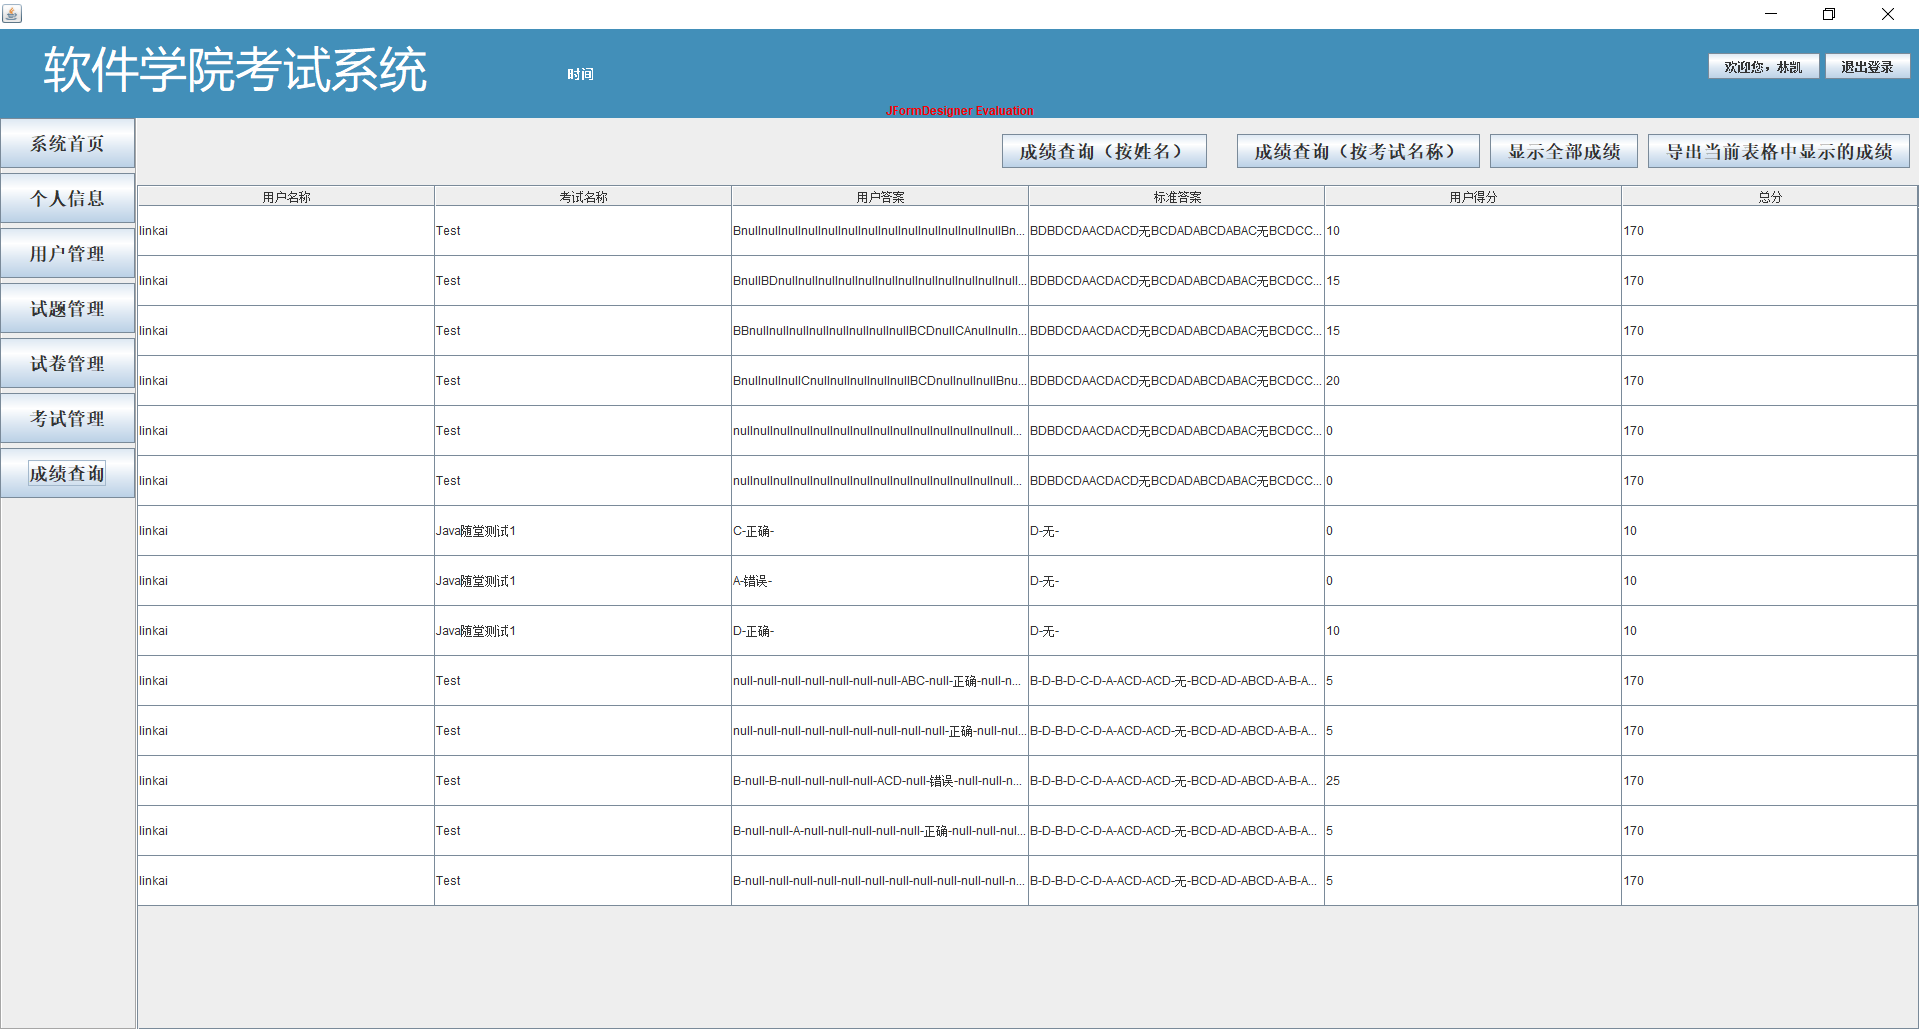 软件学院考试系统
时间
欢迎您，林凯
退出登录
JFormDesigner Evaluation
系统首页
个人信息
用户管理
试题管理
试卷管理
考试管理
成绩查询
成绩查询（按姓名） 成绩查询（按考试名称） 显示全部成绩 导出当前表格中显示的成绩
用户名称 考试名称 用户答案 标准答案 用户得分 总分
linkai Test BnullnullnullnullnullnullnullnullnullnullnullnullBn... BDBDCDAACDACD无BCDADABCDABAC无BCDCC... 10 170
linkai Test BnullBDnullnullnullnullnullnullnullnullnullnullnullnull... BDBDCDAACDACD无BCDADABCDABAC无BCDCC... 15 170
linkai Test BBnullnullnullnullnullnullnullnullBCDnullCAnullnulln... BDBDCDAACDACD无BCDADABCDABAC无BCDCC... 15 170
linkai Test BnullnullnullCnullnullnullnullnullBCDnullnullnullBnu... BDBDCDAACDACD无BCDADABCDABAC无BCDCC... 20 170
linkai Test nullnullnullnullnullnullnullnullnullnullnullnullnullnull... BDBDCDAACDACD无BCDADABCDABAC无BCDCC... 0 170
linkai Test nullnullnullnullnullnullnullnullnullnullnullnullnullnull... BDBDCDAACDACD无BCDADABCDABAC无BCDCC... 0 170
linkai Java随堂测试1 C-正确- D-无- 0 10
linkai Java随堂测试1 A-错误- D-无- 0 10
linkai Java随堂测试1 D-正确- D-无- 10 10
linkai Test null-null-null-null-null-null-null-ABC-null-正确-null-n... B-D-B-D-C-D-A-ACD-ACD-无-BCD-AD-ABCD-A-B-A... 5 170
linkai Test null-null-null-null-null-null-null-null-null-正确-null-nul... B-D-B-D-C-D-A-ACD-ACD-无-BCD-AD-ABCD-A-B-A... 5 170
linkai Test B-null-B-null-null-null-null-ACD-null-错误-null-null-n... B-D-B-D-C-D-A-ACD-ACD-无-BCD-AD-ABCD-A-B-A... 25 170
linkai Test B-null-null-A-null-null-null-null-null-正确-null-null-nul... B-D-B-D-C-D-A-ACD-ACD-无-BCD-AD-ABCD-A-B-A... 5 170
linkai Test B-null-null-null-null-null-null-null-null-null-null-null-n... B-D-B-D-C-D-A-ACD-ACD-无-BCD-AD-ABCD-A-B-A... 5 170